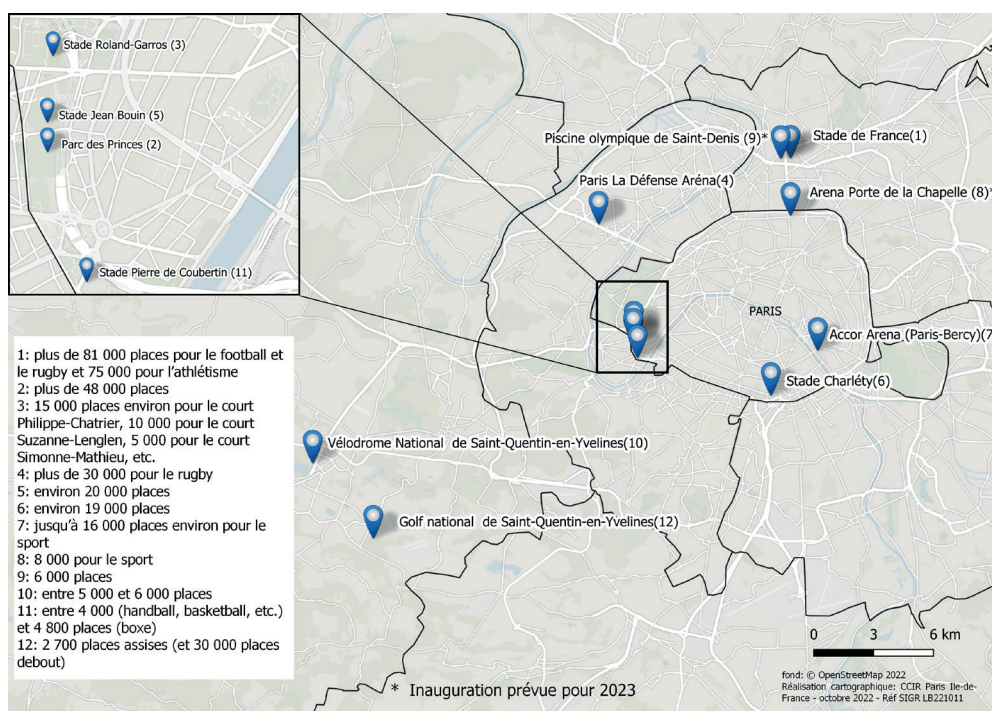 Stade Roland-Garros (3)
Stade Jean Bouin (5)
Parc des Princes (2)
Stade Pierre de Coubertin (11)
Piscine olympique de Saint-Denis (9)*
Stade de France(1)
Paris La Défense Aréna(4)
Arena Porte de la Chapelle (8)*
PARIS
Accor Arena (Paris-Bercy)(7
Stade Charléty(6)
Vélodrome National de Saint-Quentin-en-Yvelines(10)
Golf national de Saint-Quentin-en-Yvelines(12)
1: plus de 81 000 places pour le football et
le rugby et 75 000 pour l'athlétisme
2: plus de 48 000 places
3: 15 000 places environ pour le court
Philippe-Chatrier, 10 000 pour le court
Suzanne-Lenglen, 5 000 pour le court
Simonne-Mathieu, etc.
4: plus de 30 000 pour le rugby
5: environ 20 000 places
6: environ 19 000 places
7: jusqu'à 16 000 places environ pour le
sport
8: 8 000 pour le sport
9: 6 000 places
10: entre 5 000 et 6 000 places
11: entre 4 000 (handball, basketball, etc.)
et 4 800 places (boxe)
12: 2 700 places assises (et 30 000 places
debout)
* Inauguration prévue pour 2023
0 3 6 km
fond: © OpenStreetMap 2022
Réalisation cartographique: CCIR Paris Ile-de-
France - octobre 2022 - Réf SIGR LB221011